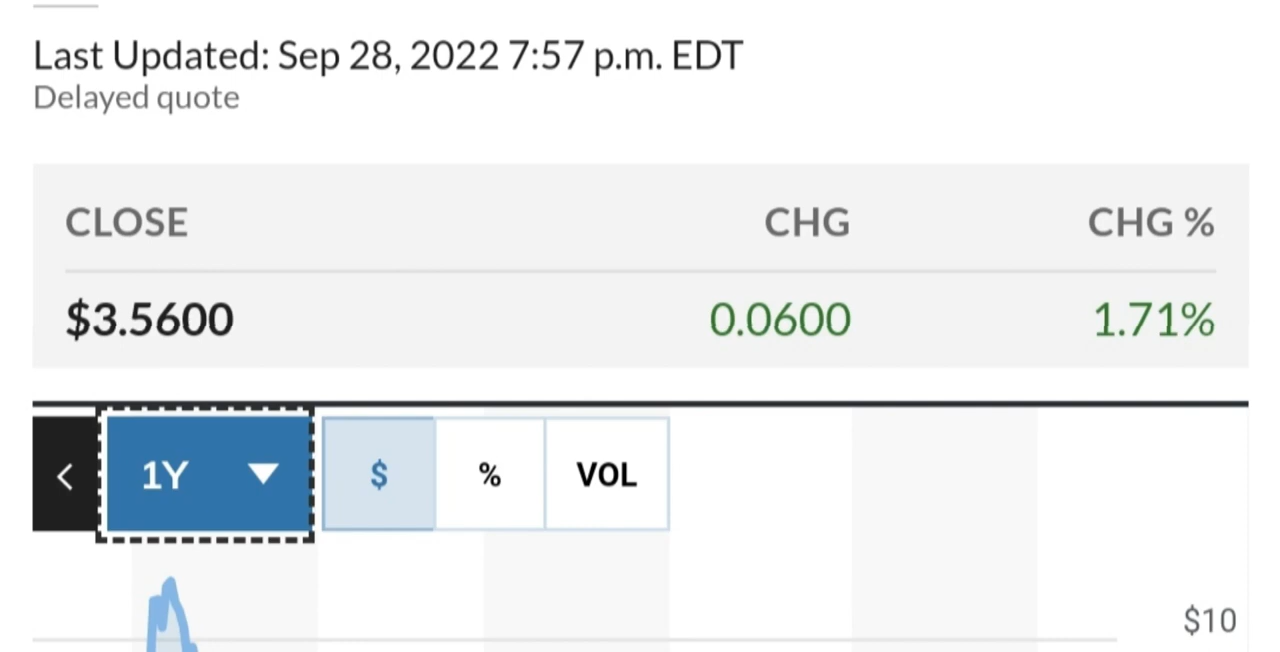 Last Updated: Sep 28, 2022 7:57 p.m. EDT
Delayed quote
CLOSE CHG CHG %
$3.5600 0.0600 1.71%
1Y $ % VOL
$10